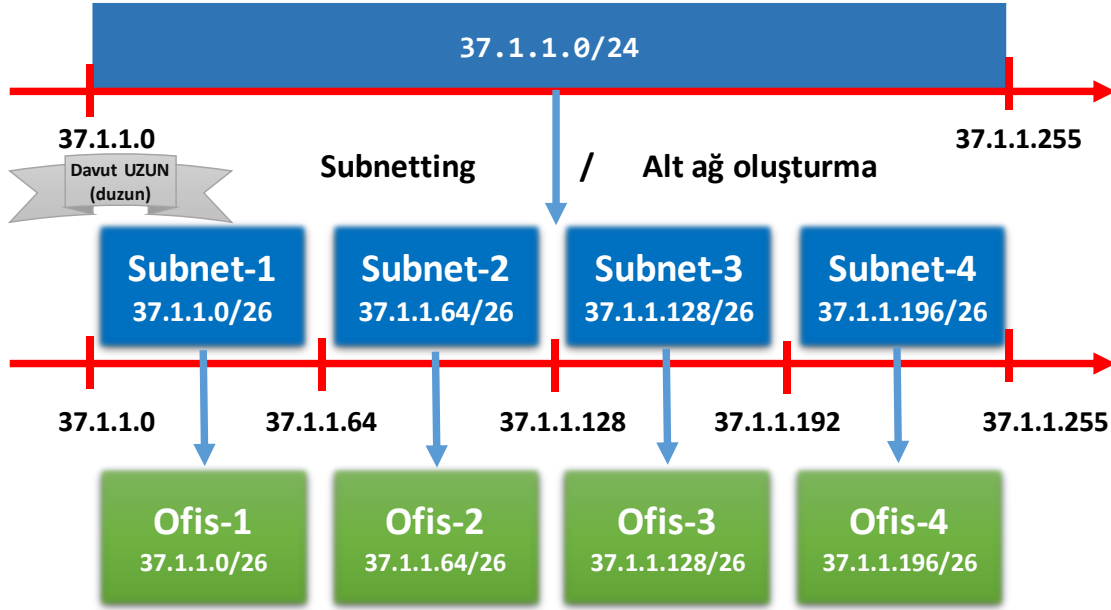 37.1.1.0/24
37.1.1.0
37.1.1.255
Davut UZUN
(duzun)
Subnetting / Alt ağ oluşturma
Subnet-1
37.1.1.0/26
Subnet-2
37.1.1.64/26
Subnet-3
37.1.1.128/26
Subnet-4
37.1.1.196/26
37.1.1.0
37.1.1.64
37.1.1.128
37.1.1.192
37.1.1.255
Ofis-1
37.1.1.0/26
Ofis-2
37.1.1.64/26
Ofis-3
37.1.1.128/26
Ofis-4
37.1.1.196/26